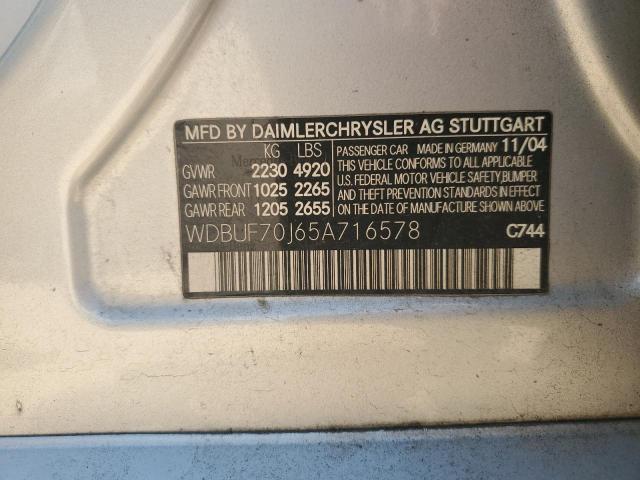 MFD BY DAIMLERCHRYSLER AG STUTTGART
KG LBS
GVWR 2230 4920
GAWR FRONT 1025 2265
GAWR REAR 1205 2655
PASSENGER CAR MADE IN GERMANY 11/04
THIS VEHICLE CONFORMS TO ALL APPLICABLE
U.S. FEDERAL MOTOR VEHICLE SAFETY,BUMPER
AND THEFT PREVENTION STANDARDS IN EFFECT
ON THE DATE OF MANUFACTURE SHOWN ABOVE
WDBUF70J65A716578
C744